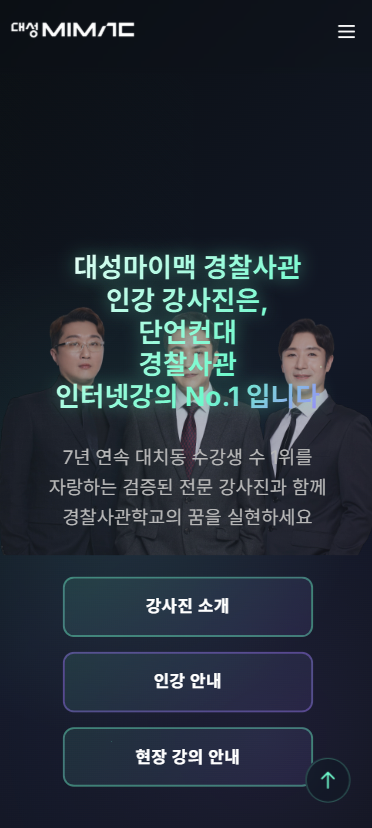 대성 MIMAC
대성마이맥 경찰사관
인강 강사진은,
단언컨대
경찰사관
인터넷강의 No.1 입니다
7년 연속 대치동 수강생 수 1위를
자랑하는 검증된 전문 강사진과 함께
경찰사관학교의 꿈을 실현하세요
강사진 소개
인강 안내
현장 강의 안내